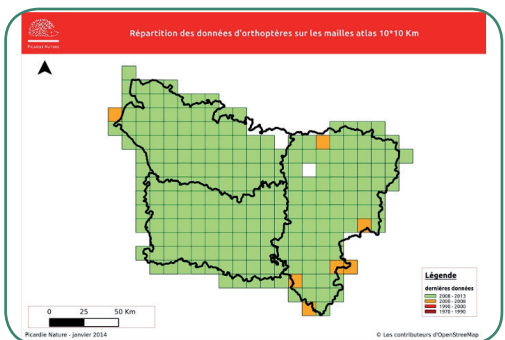 Répartition des données d'orthoptères sur les mailles atlas 10*10 Km
Picardie Nature
Légende
dernières données
2008 - 2013
2000 - 2008
1990 - 2000
1970 - 1990
0 25 50 Km
Picardie Nature - janvier 2014
© Les contributeurs d'OpenStreeMap